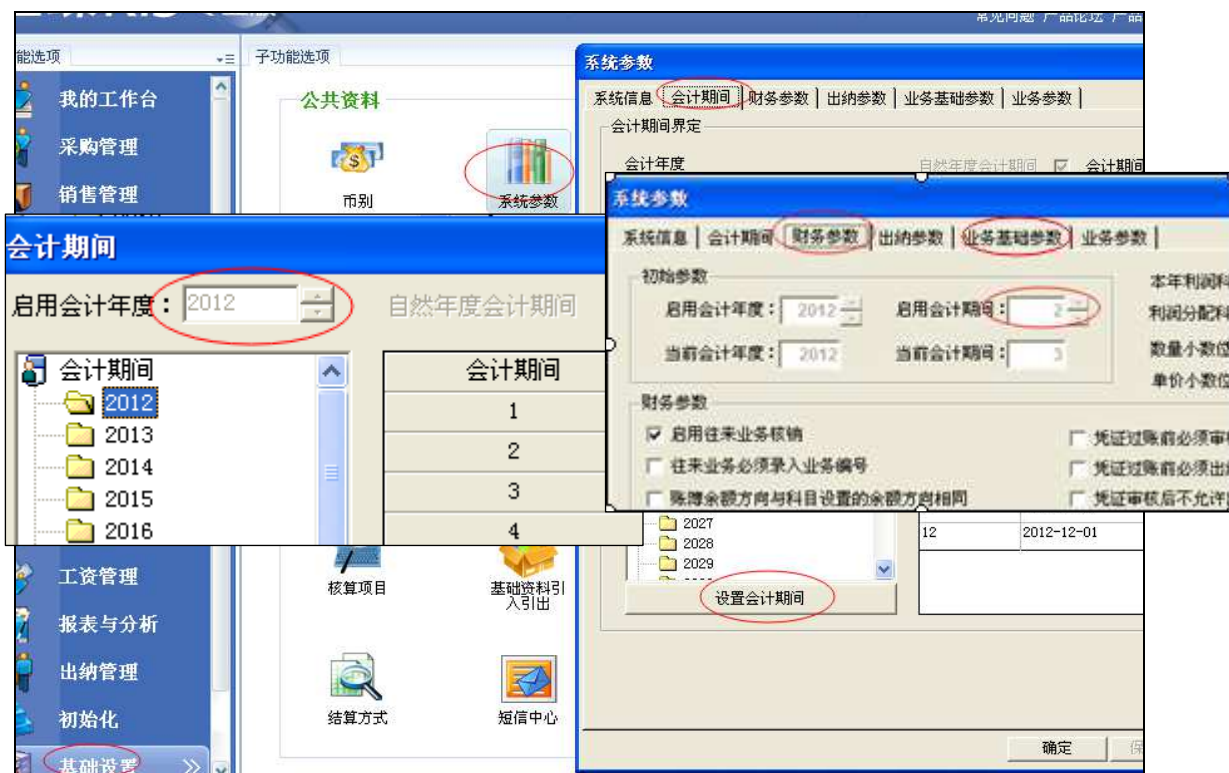 常见问题 产品论坛 产品
能选项
子功能选项
我的工作台
采购管理
销售管理
公共资料
币别
系统参数
系统参数
系统信息 会计期间 财务参数 出纳参数 业务基础参数 业务参数
会计期间界定
会计年度
自然年度会计期间
会计期间
会计期间
启用会计年度：2012
自然年度会计期间
会计期间
2012
2013
2014
2015
2016
会计期间
1
2
3
4
系统参数
系统信息 会计期间 财务参数 出纳参数 业务基础参数 业务参数
初始参数
启用会计年度：2012 启用会计期间：2
当前会计年度：2012 当前会计期间：3
本年利润科
利润分配科
数量小数位
单价小数位
财务参数
启用往来业务核销
往来业务必须录入业务编号
账簿余额方向与科目设置的余额方向相同
凭证过账前必须审核
凭证过账前必须出纳
凭证审核后不允许
2027
2028
2029
12 2012-12-01
设置会计期间
工资管理
报表与分析
出纳管理
初始化
基础设置
核算项目
基础资料引
入引出
结算方式
短信中心
确定